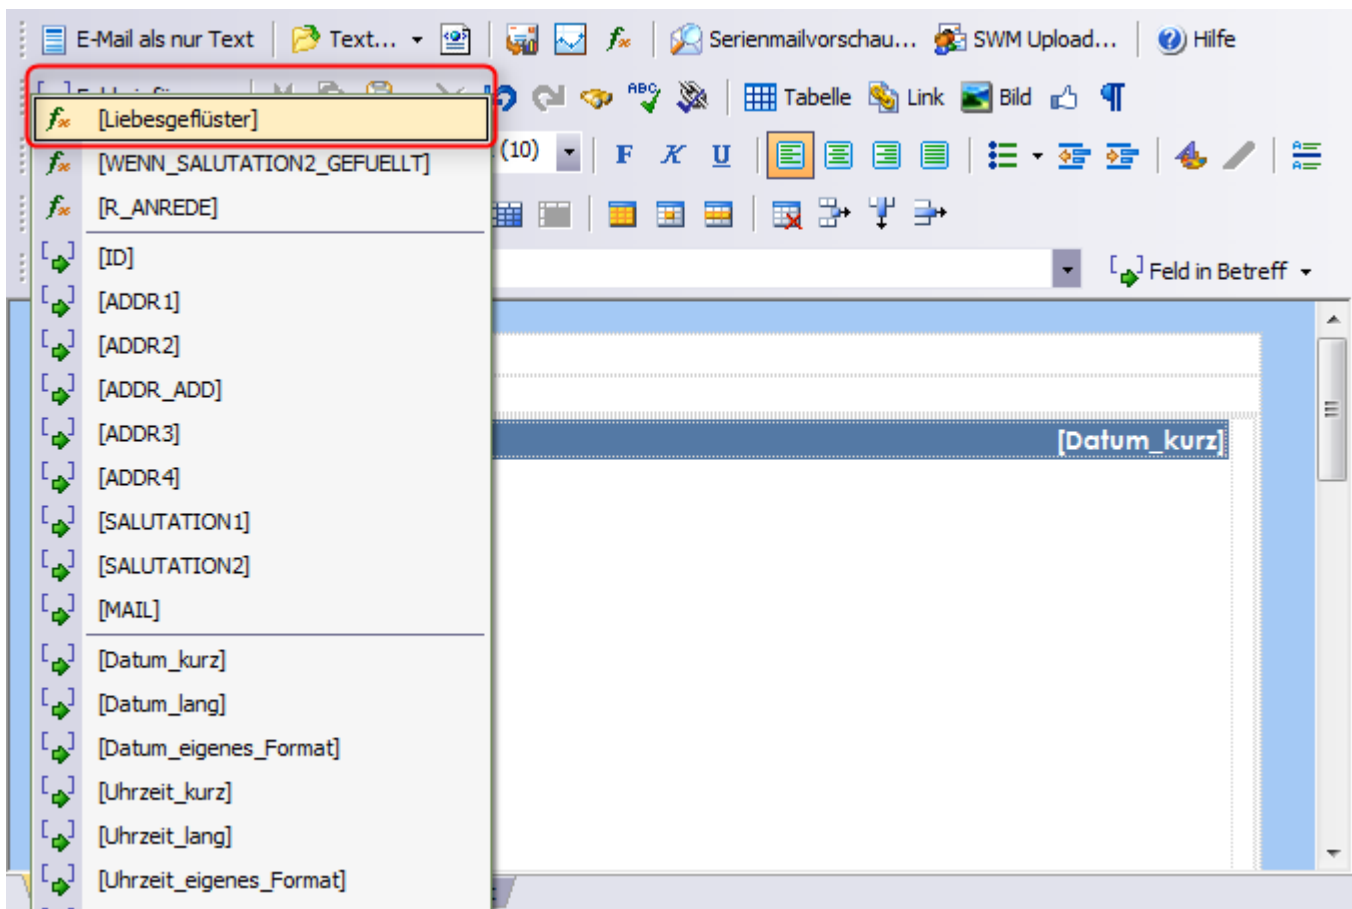 E-Mail als nur Text Text... Serienmailvorschau... SWM Upload... Hilfe
ABC Tabelle Link Bild
[Liebesgeflüster]
(10) F K U
[WENN_SALUTATION2_GEFUELLT]
[R_ANREDE]
[ID]
Feld in Betreff
[ADDR1]
[ADDR2]
[ADDR_ADD]
[ADDR3]
[Datum_kurz]
[ADDR4]
[SALUTATION1]
[SALUTATION2]
[MAIL]
[Datum_kurz]
[Datum_lang]
[Datum_eigenes_Format]
[Uhrzeit_kurz]
[Uhrzeit_lang]
[Uhrzeit_eigenes_Format]